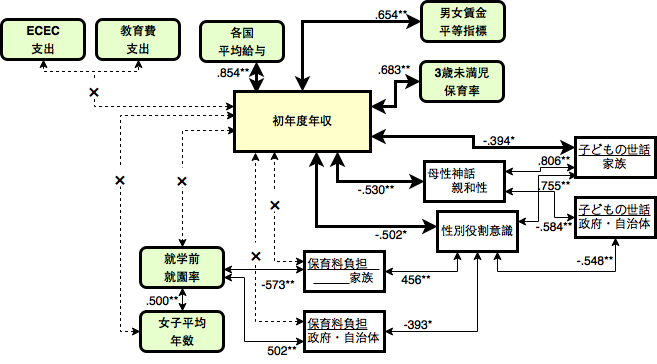 ECEC
支出
教育費
支出
各国
平均給与
.854**
.654**
男女賃金
平等指標
.683**
3歳未満児
保育率
×
初年度年収
-.394*
子どもの世話
家族
.806**
母性神話
親和性
-.530**
.755**
子どもの世話
政府・自治体
-.584**
×
×
×
-.502*
性別役割意識
×
-.548**
就学前
就園率
-573**
保育料負担
家族
456**
.500**
女子平均
年数
502**
保育料負担
政府・自治体
-393*